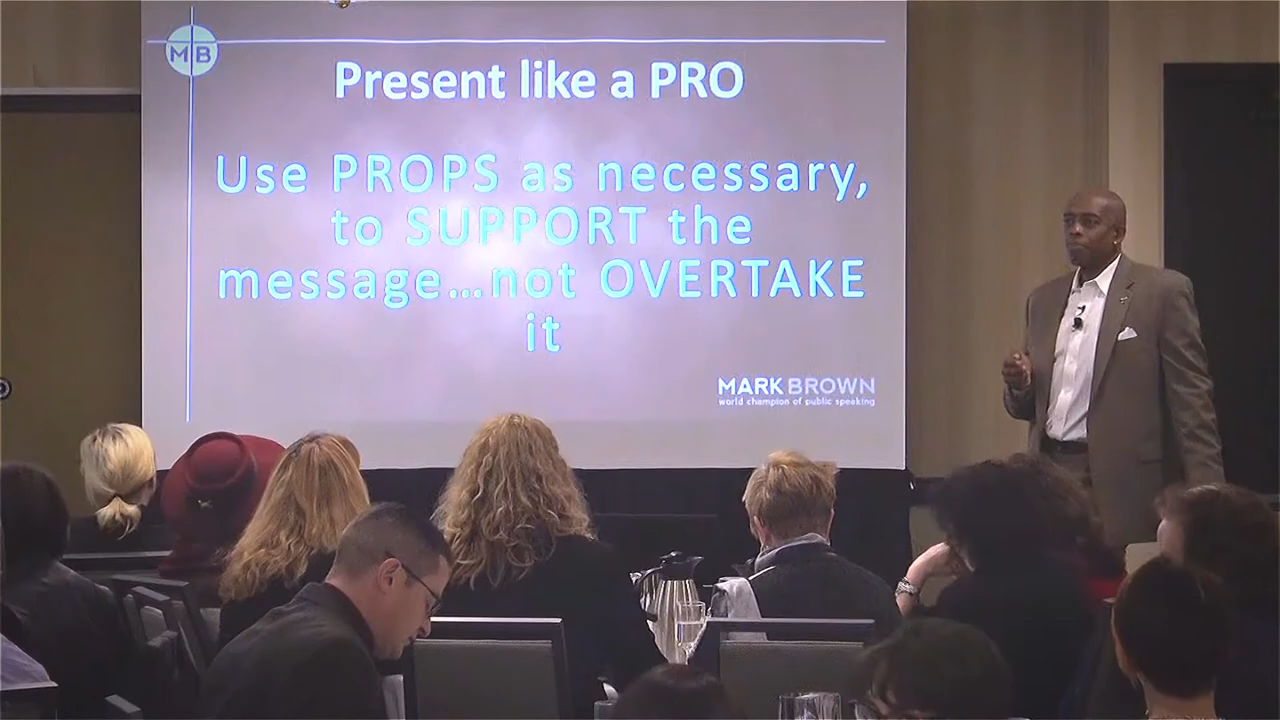 M B
Present like a PRO
Use PROPS as necessary,
to SUPPORT the
message...not OVERTAKE
it
MARK BROWN
world champion of public speaking